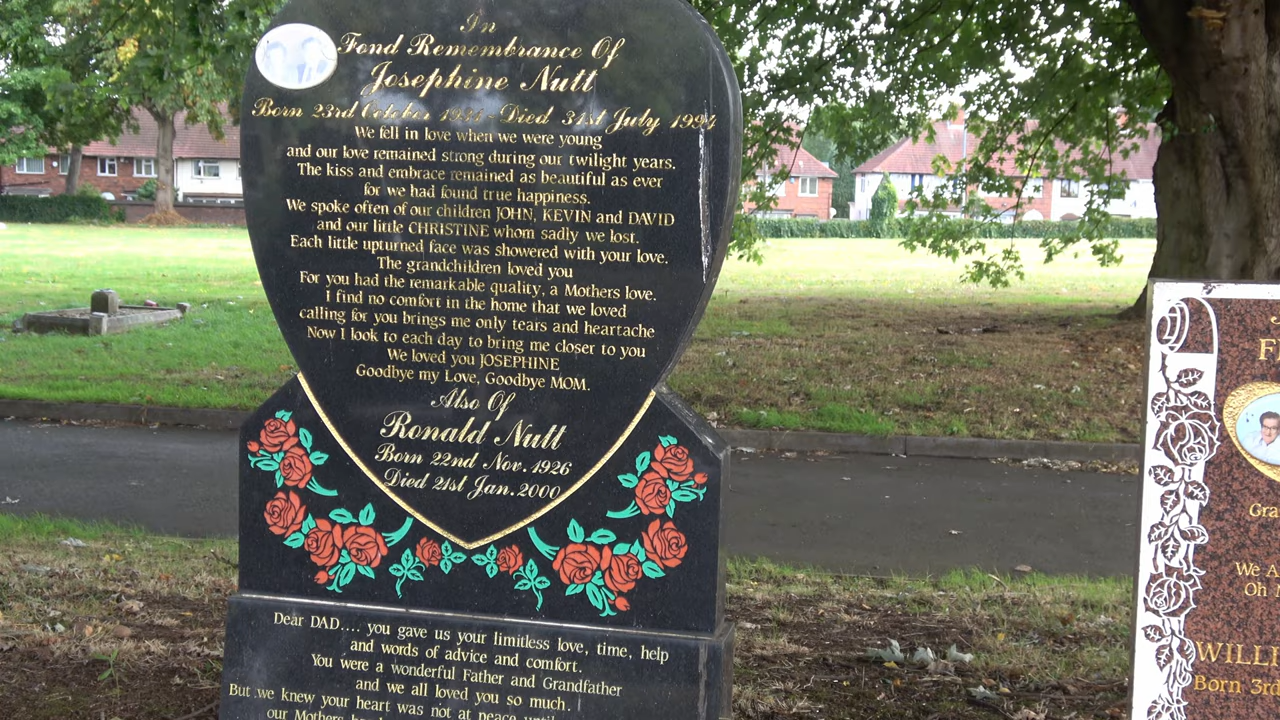 In
Fond Remembrance Of
Josephine Nutt
Born 23rd October - Died 31st July 1994
We fell in love when we were young
and our love remained strong during our twilight years.
The kiss and embrace remained as beautiful as ever
for we had found true happiness.
We spoke often of our children JOHN, KEVIN and DAVID
and our little CHRISTINE whom sadly we lost.
Each little upturned face was showered with your love.
The grandchildren loved you
For you had the remarkable quality, a Mothers love.
I find no comfort in the home that we loved
calling for you brings me only tears and heartache
Now I look to each day to bring me closer to you
We loved you JOSEPHINE
Goodbye my Love, Goodbye MOM.
Also Of
Ronald Nutt
Born 22nd Nov. 1926
Died 21st Jan. 2000
Dear DAD.... you gave us your limitless love, time, help
and words of advice and comfort.
You were a wonderful Father and Grandfather
and we all loved you so much.
But we knew your heart was not at peace until
our Mothers
We A
Oh
WILLI
Born 3rd